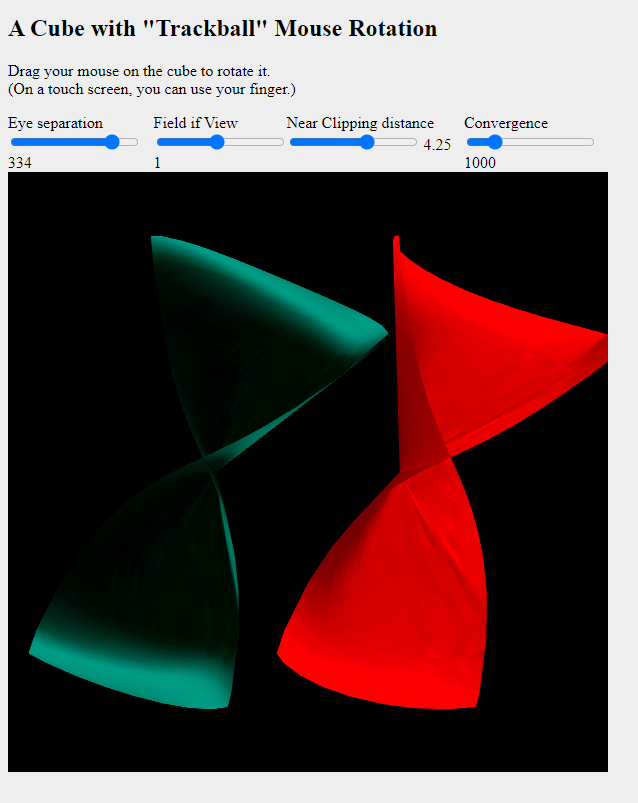 A Cube with "Trackball" Mouse Rotation
Drag your mouse on the cube to rotate it.
(On a touch screen, you can use your finger.)
Eye separation Field if View Near Clipping distance Convergence
4.25
334 1 1000